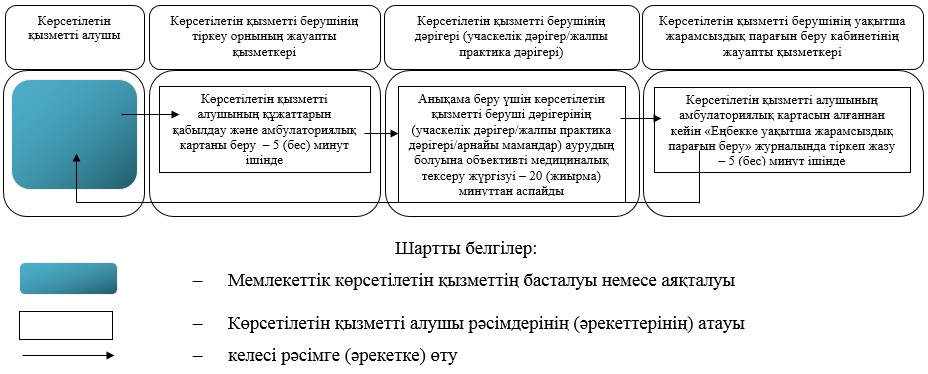 Көрсетілетін
қызметті алушы
Көрсетілетін қызметті берушінің
тіркеу орнының жауапты
қызметкері
Көрсетілетін қызметті берушінің
дәрігері (учаскелік дәрігер/жалпы
практика дәрігері)
Көрсетілетін қызметті берушінің уақытша
жарамсыздық парағын беру кабинетінің
жауапты қызметкері
Көрсетілетін қызметті
алушының құжаттарын
қабылдау және амбулаториялық
картаны беру – 5 (бес) минут
ішінде
Анықама беру үшін көрсетілетін
қызметті беруші дәрігерінің
(учаскелік дәрігер/жалпы практика
дәрігері/арнайы мамандар) аурудың
болуына объективті медициналық
тексеру жүргізуі – 20 (жиырма)
минуттан аспайды
Көрсетілетін қызметті алушының
амбулаториялық картасы алғаннан
кейін «Еңбекке уақытша жарамсыздық
парағын беру» журналында тіркеп жазу
– 5 (бес) минут ішінде
Шартты белгілер:
– Мемлекеттік көрсетілетін қызметтің басталуы немесе аяқталуы
– Көрсетілетін қызметті алушы рәсімдерінің (әрекеттерінің) атауы
– келесі рәсімге (әрекетке) өту